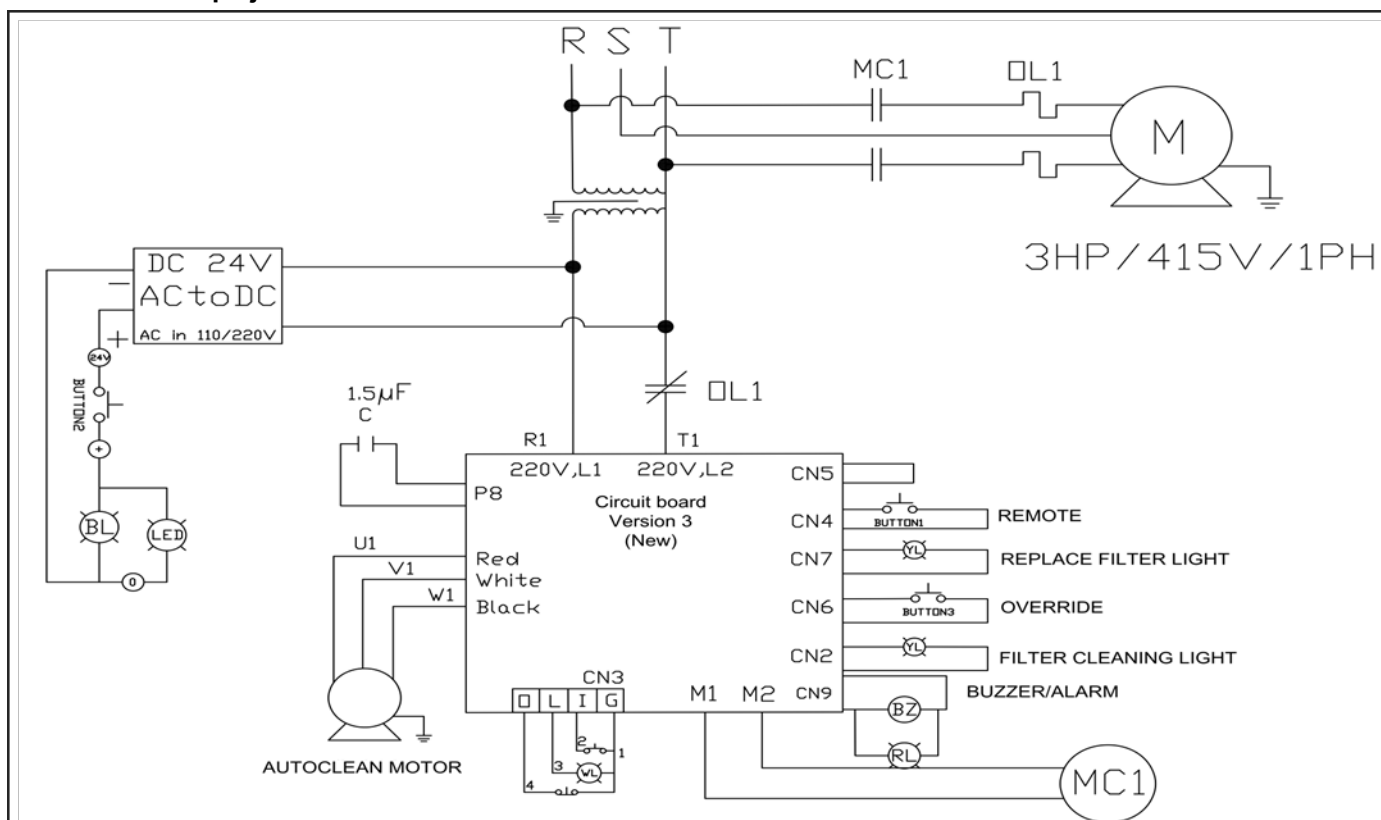 R S T
MC1
OL1
M
3HP/415V/1PH
DC 24V
−
ACtoDC
AC in 110/220V
+
24V
BUTTON2
+
BL
LED
0
1.5µF
C
OL1
R1
T1
220V,L1
220V,L2
P8
Circuit board
Version 3
(New)
U1
Red
V1
White
W1
Black
AUTOCLEAN MOTOR
CN5
CN4
BUTTON1
REMOTE
CN7
YL
REPLACE FILTER LIGHT
CN6
BUTTON3
OVERRIDE
CN2
YL
FILTER CLEANING LIGHT
CN9
BUZZER/ALARM
BZ
RL
CN3
O L I G
M1
M2
2
1
3
WL
4
MC1